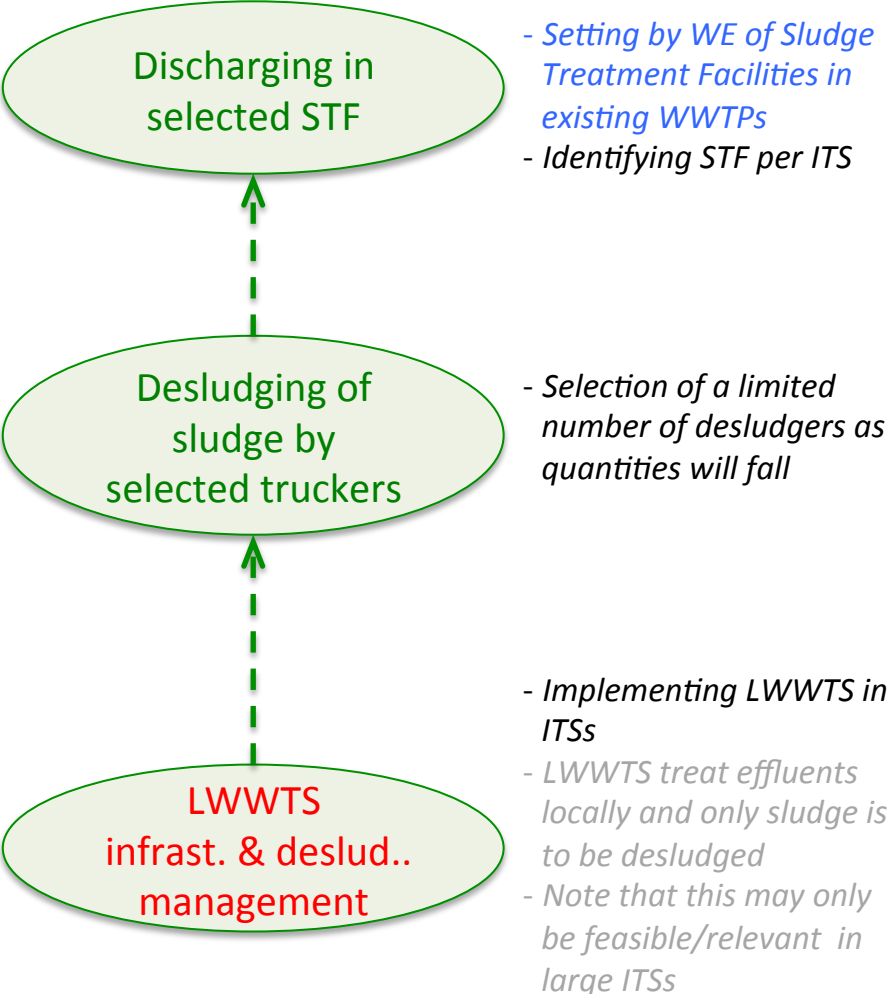 Discharging in
selected STF
- Setting by WE of Sludge
Treatment Facilities in
existing WWTPs
- Identifying STF per ITS
Desludging of
sludge by
selected truckers
- Selection of a limited
number of desludgers as
quantities will fall
LWWTS
infrast. & deslud..
management
- Implementing LWWTS in
ITSs
- LWWTS treat effluents
locally and only sludge is
to be desludged
- Note that this may only
be feasible/relevant in
large ITSs